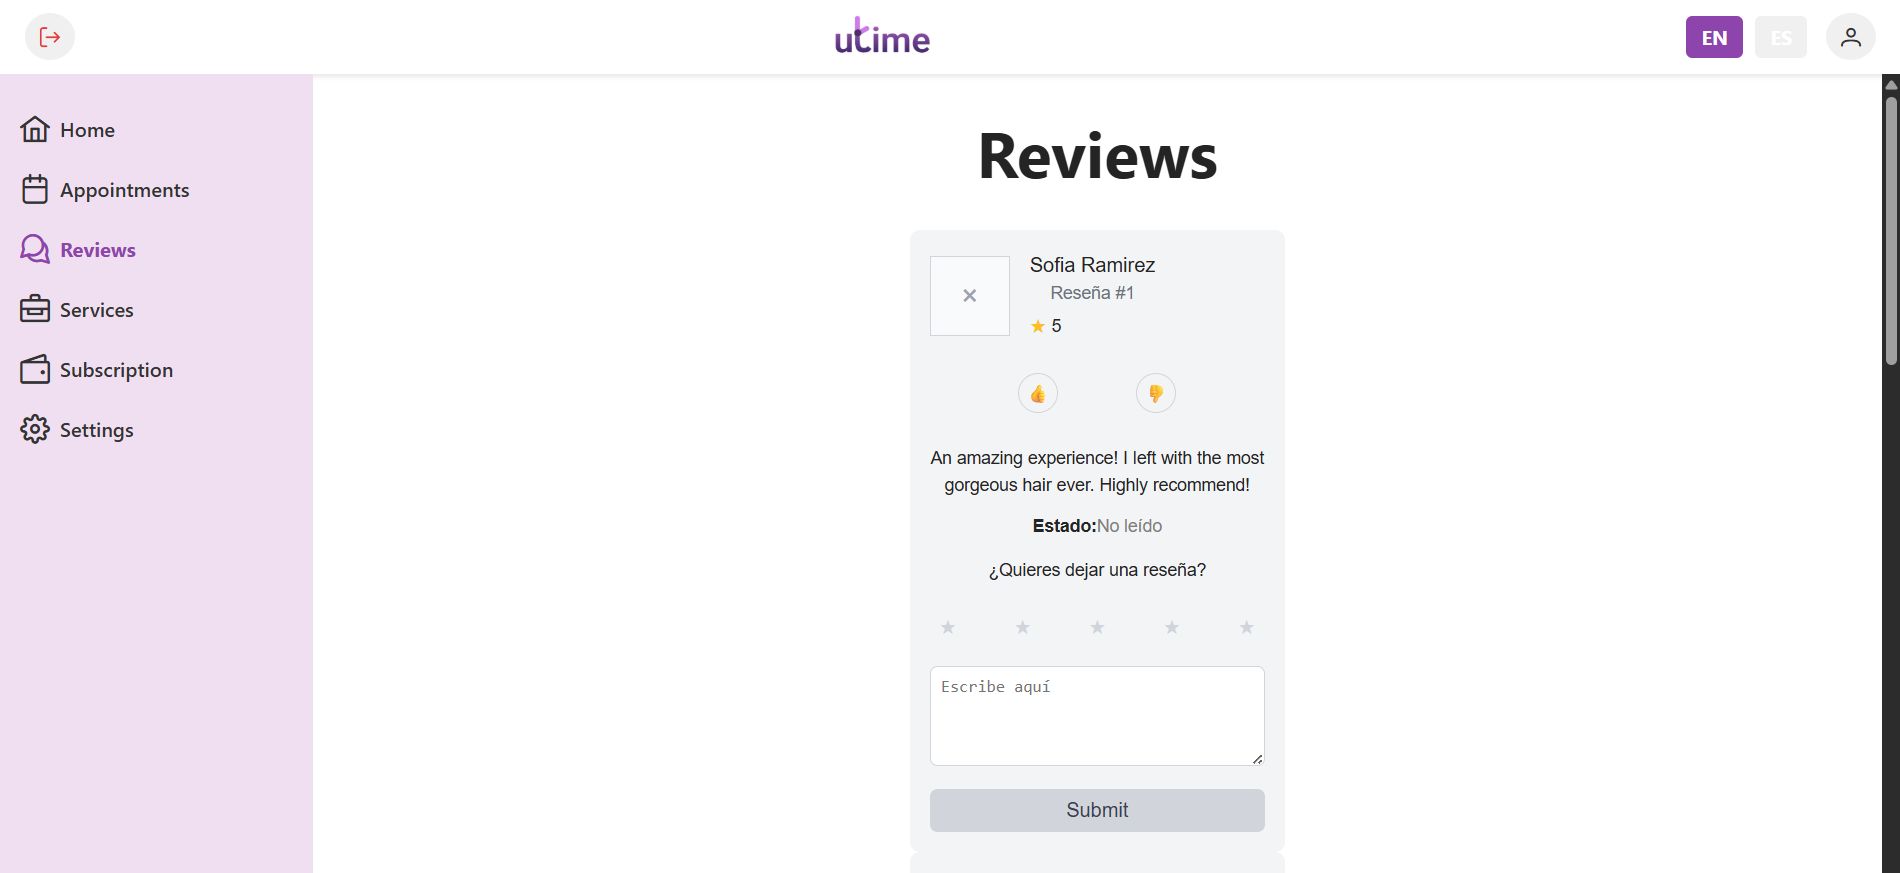 utime
EN
ES
Home
Appointments
Reviews
Services
Subscription
Settings
Reviews
Sofia Ramirez
Reseña #1
★ 5
An amazing experience! I left with the most
gorgeous hair ever. Highly recommend!
Estado:No leído
¿Quieres dejar una reseña?
Escribe aquí
Submit